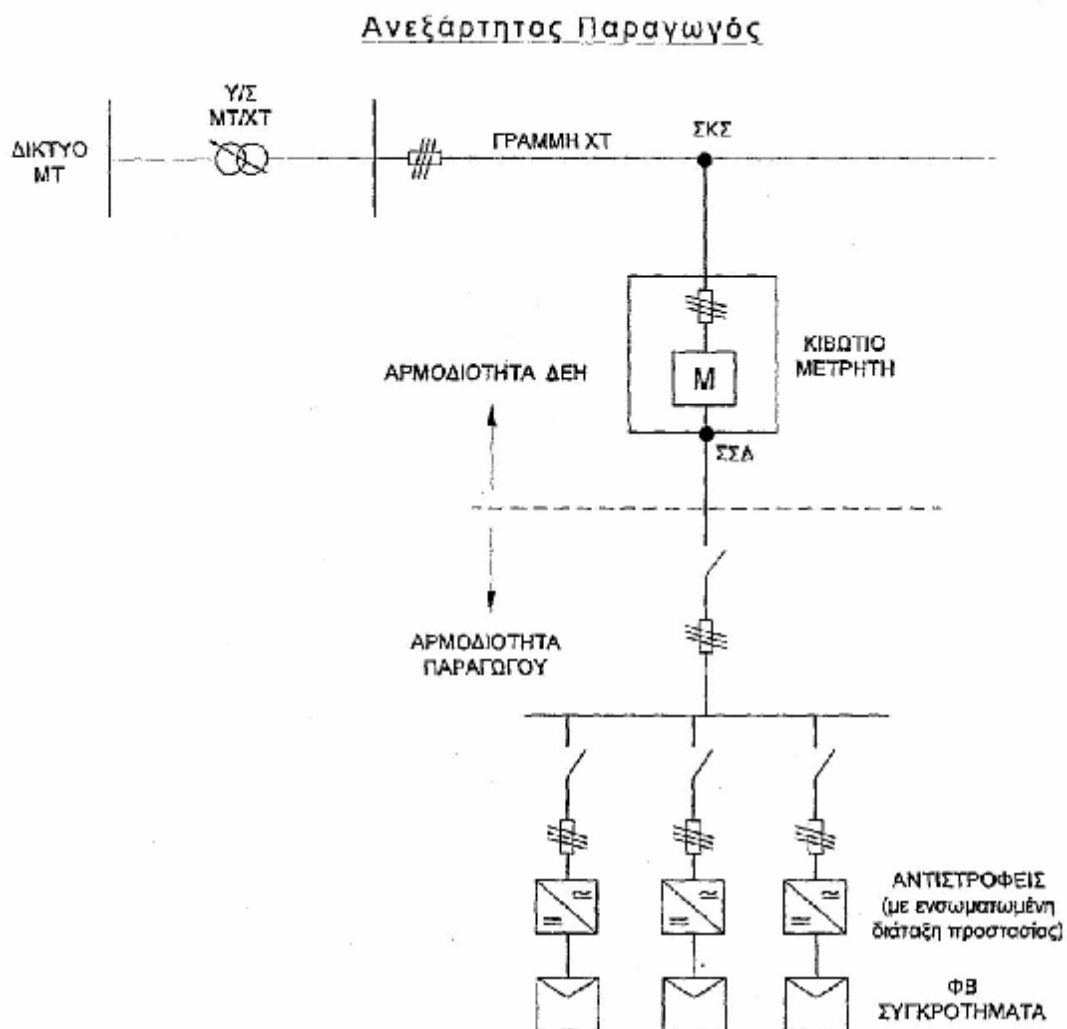 Ανεξάρτητος Παραγωγός
Υ/Σ
ΜΤ/ΧΤ
ΔΙΚΤΥΟ
ΜΤ
ΓΡΑΜΜΗ ΧΤ
ΣΚΣ
ΚΙΒΩΤΙΟ
ΜΕΤΡΗΤΗ
Μ
ΑΡΜΟΔΙΟΤΗΤΑ ΔΕΗ
ΣΣΔ
ΑΡΜΟΔΙΟΤΗΤΑ
ΠΑΡΑΓΩΓΟΥ
ΑΝΤΙΣΤΡΟΦΕΙΣ
(με ενσωματωμένη
διάταξη προστασίας)
ΦΒ
ΣΥΓΚΡΟΤΗΜΑΤΑ